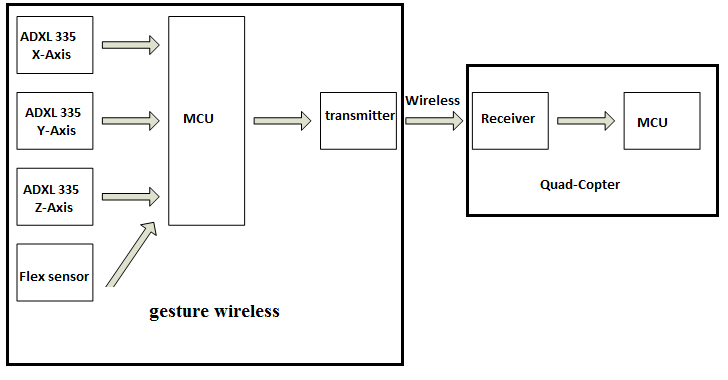 ADXL 335
X-Axis
ADXL 335
Y-Axis
ADXL 335
Z-Axis
Flex sensor
MCU
transmitter
gesture wireless
Wireless
Receiver
MCU
Quad-Copter